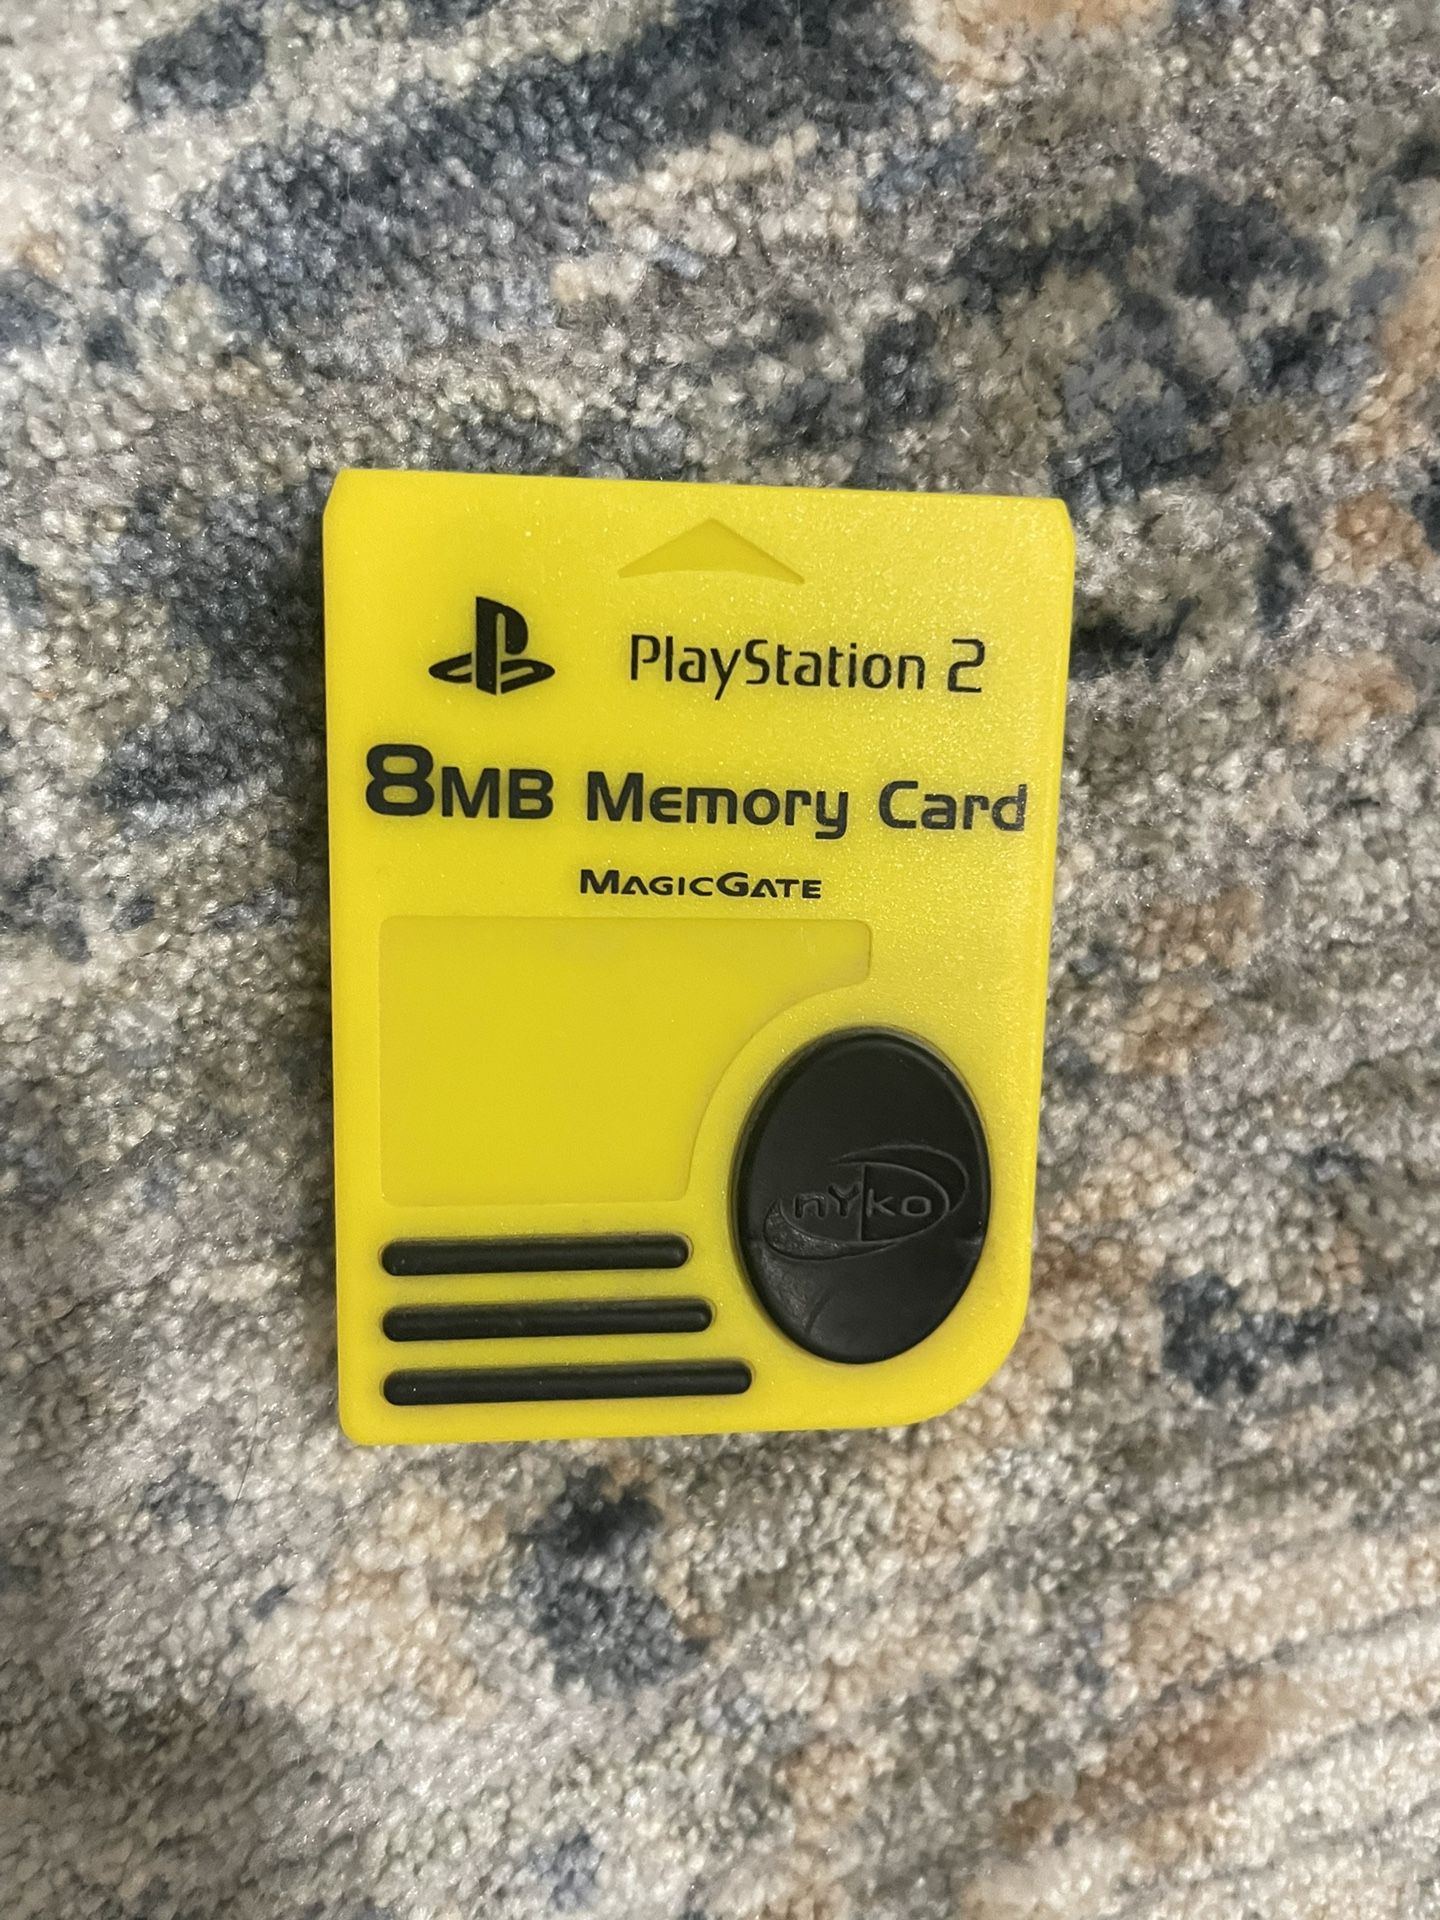 PlayStation 2
8MB Memory Card
MagicGate
nYko